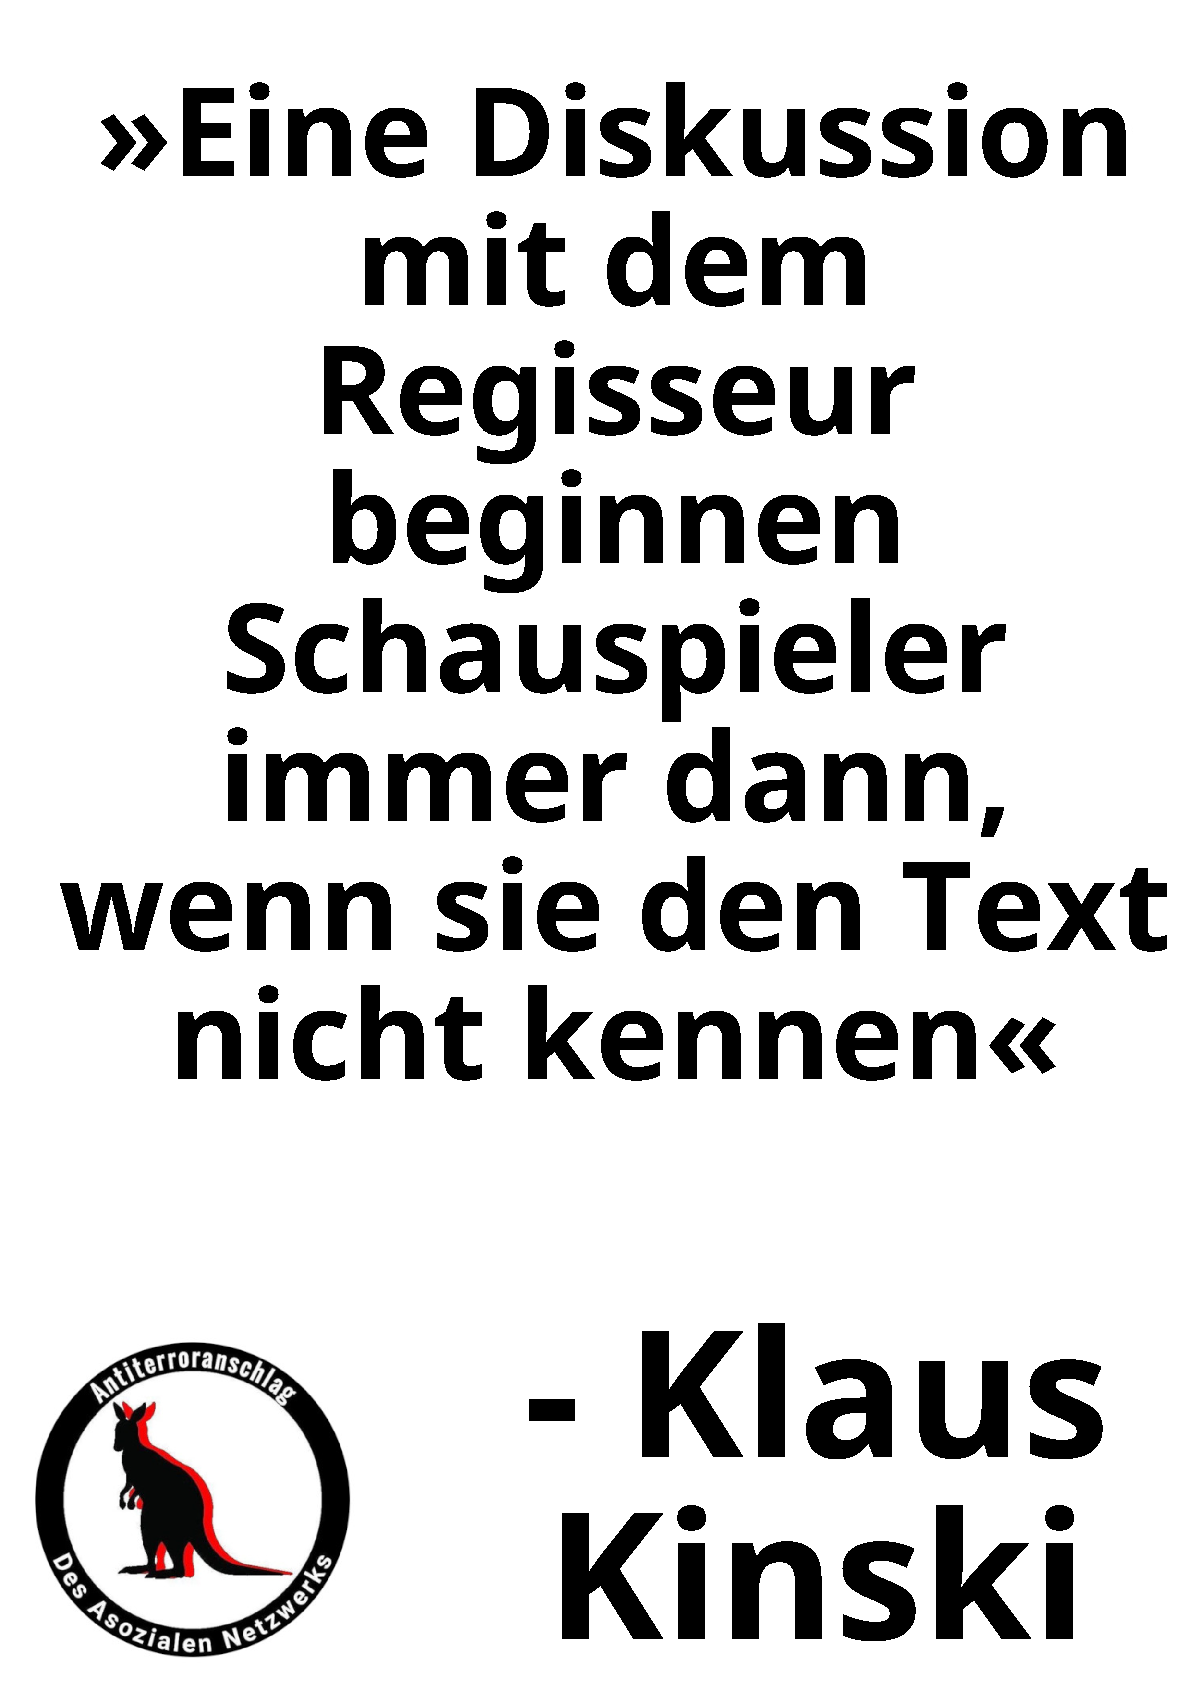 »Eine Diskussion
mit dem
Regisseur
beginnen
Schauspieler
immer dann,
wenn sie den Text
nicht kennen«
- Klaus
Kinski
Antiterroranschlag
Des Asozialen Netzwerks